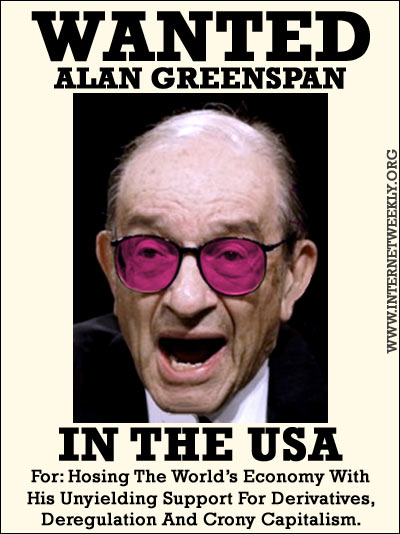 WANTED
ALAN GREENSPAN
WWW.INTERNETWEEKLY.ORG
IN THE USA
For: Hosing The World's Economy With
His Unyielding Support For Derivatives,
Deregulation And Crony Capitalism.